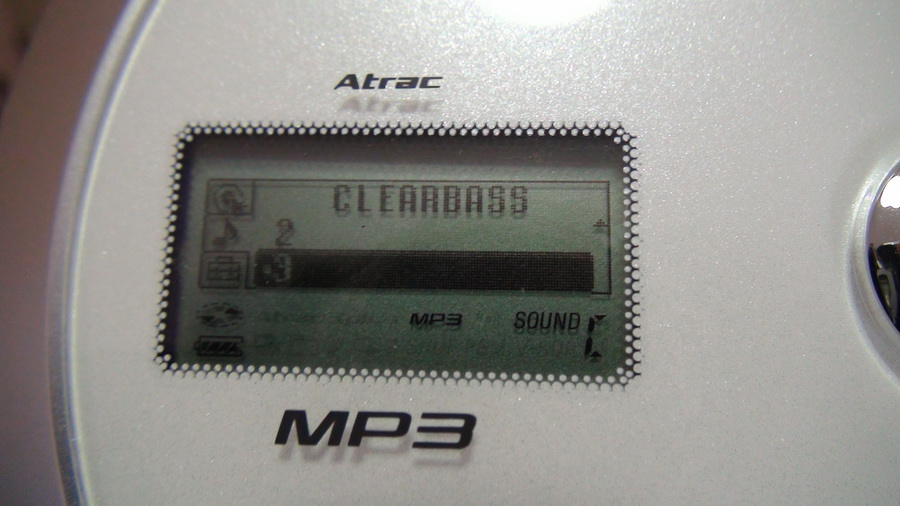 Atrac
CLEARBASS
2
3
MP3 SOUND
MP3